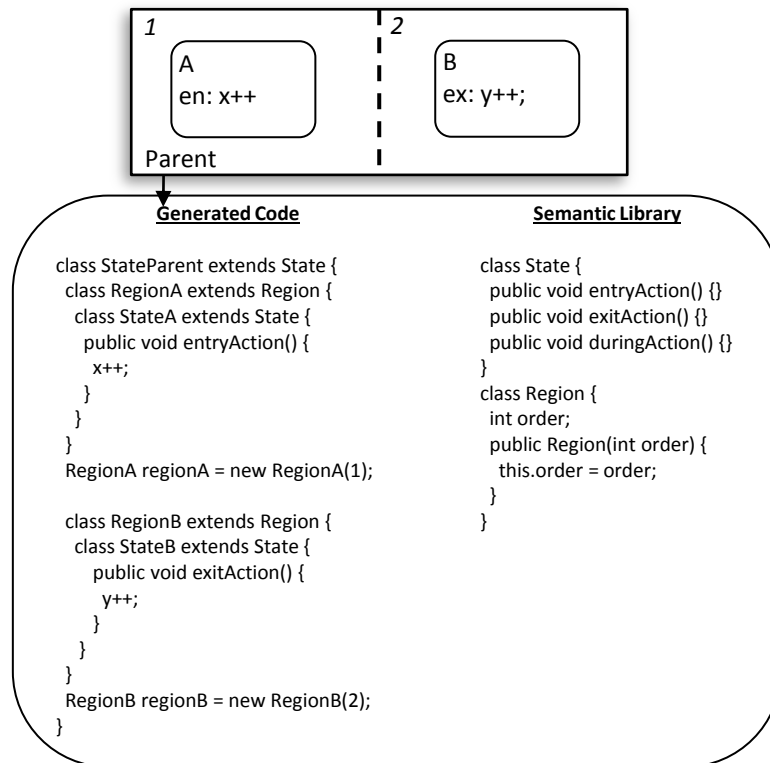 1
2
A
en: x++
B
ex: y++;
Parent
Generated Code
class StateParent extends State {
class RegionA extends Region {
class StateA extends State {
public void entryAction() {
x++;
}
}
}
RegionA regionA = new RegionA(1);
class RegionB extends Region {
class StateB extends State {
public void exitAction() {
y++;
}
}
}
RegionB regionB = new RegionB(2);
}
Semantic Library
class State {
public void entryAction() {}
public void exitAction() {}
public void duringAction() {}
}
class Region {
int order;
public Region(int order) {
this.order = order;
}
}